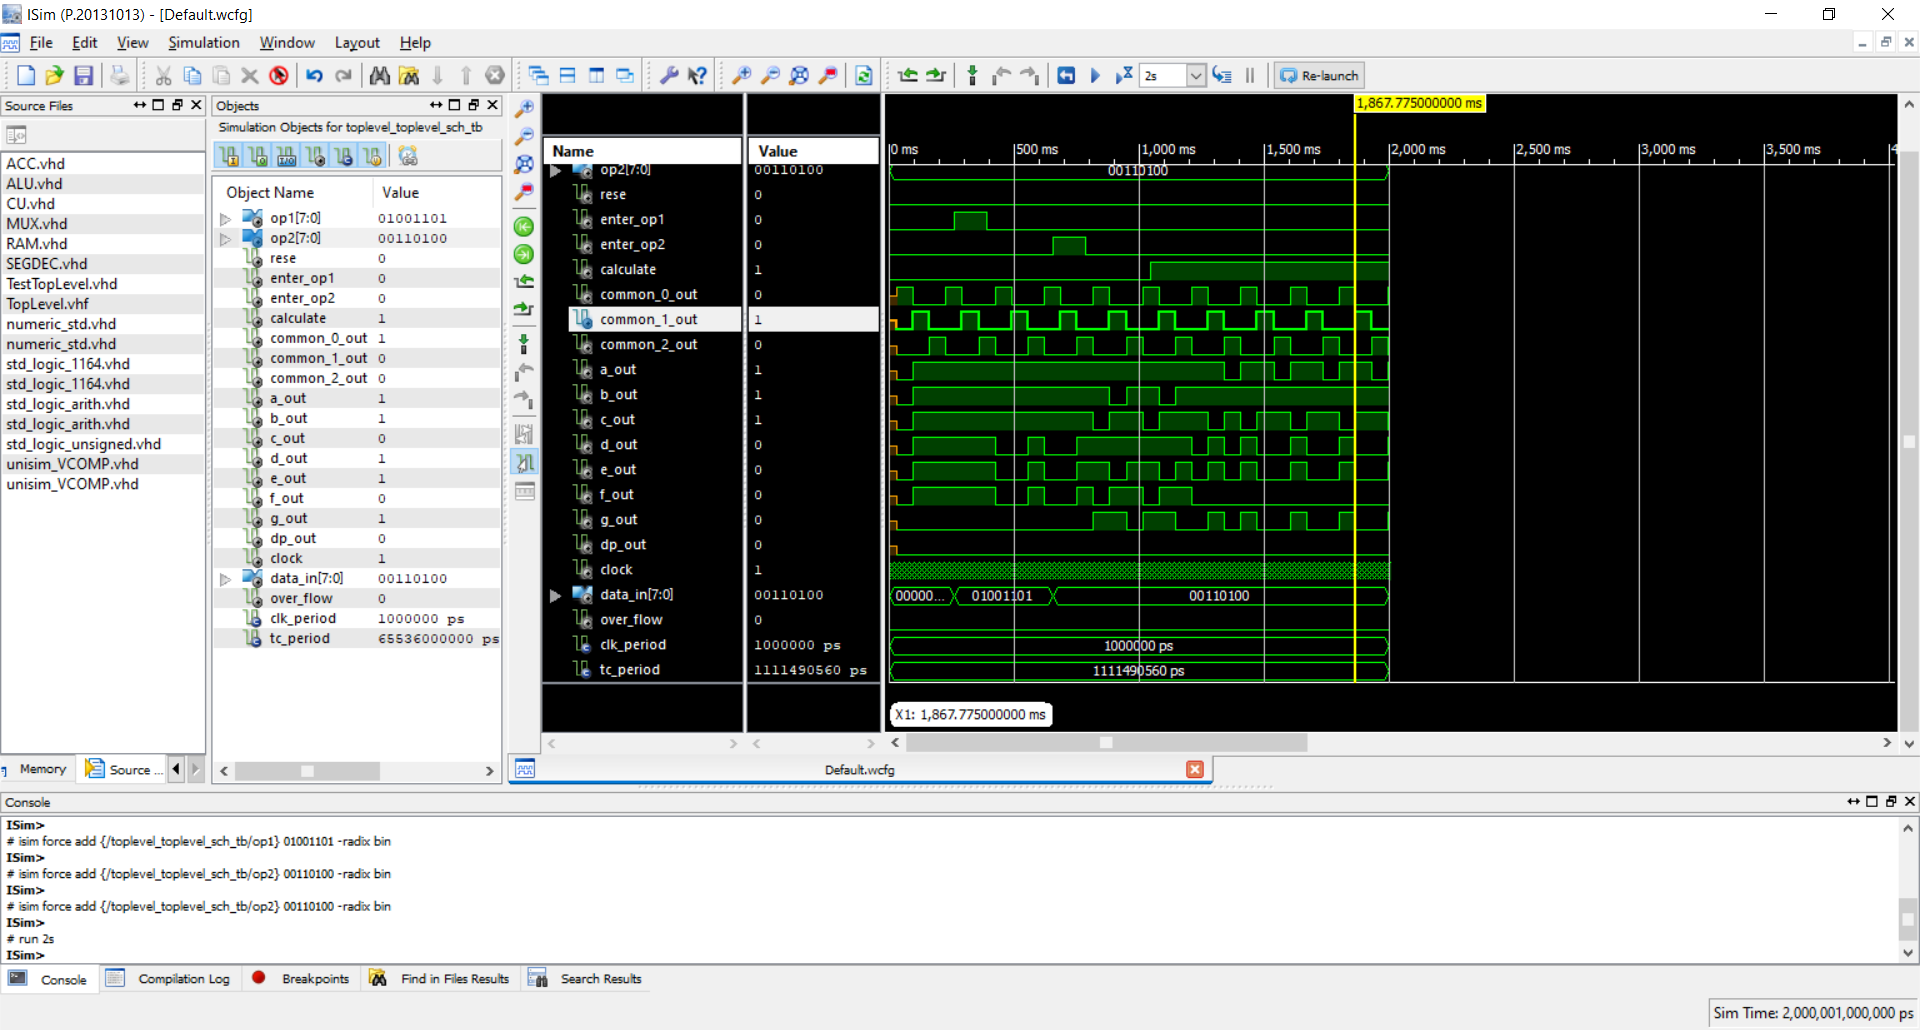 ISim (P.20131013) - [Default.wcfg]
File Edit View Simulation Window Layout Help
2s
Re-launch
Source Files
ACC.vhd
ALU.vhd
CU.vhd
MUX.vhd
RAM.vhd
SEGDEC.vhd
TestTopLevel.vhd
TopLevel.vhf
numeric_std.vhd
numeric_std.vhd
std_logic_1164.vhd
std_logic_1164.vhd
std_logic_arith.vhd
std_logic_arith.vhd
std_logic_unsigned.vhd
unisim_VCOMP.vhd
unisim_VCOMP.vhd
Memory Source ...
Objects
Simulation Objects for toplevel_toplevel_sch_tb
Object Name Value
op1[7:0] 01001101
op2[7:0] 00110100
rese 0
enter_op1 0
enter_op2 0
calculate 1
common_0_out 1
common_1_out 0
common_2_out 0
a_out 1
b_out 1
c_out 0
d_out 1
e_out 1
f_out 0
g_out 1
dp_out 0
clock 1
data_in[7:0] 00110100
over_flow 0
clk_period 1000000 ps
tc_period 65536000000 ps
1,867.775000000 ms
Name Value
0 ms 500 ms 1,000 ms 1,500 ms 2,000 ms 2,500 ms 3,000 ms 3,500 ms 4
op2[7:0] 00110100 00110100
rese 0
enter_op1 0
enter_op2 0
calculate 1
common_0_out 0
common_1_out 1
common_2_out 0
a_out 1
b_out 1
c_out 1
d_out 0
e_out 0
f_out 0
g_out 0
dp_out 0
clock 1
data_in[7:0] 00110100 00000... 01001101 00110100
over_flow 0
clk_period 1000000 ps 1000000 ps
tc_period 1111490560 ps 1111490560 ps
X1: 1,867.775000000 ms
Default.wcfg
Console
ISim>
# isim force add {/toplevel_toplevel_sch_tb/op1} 01001101 -radix bin
ISim>
# isim force add {/toplevel_toplevel_sch_tb/op2} 00110100 -radix bin
ISim>
# isim force add {/toplevel_toplevel_sch_tb/op2} 00110100 -radix bin
ISim>
# run 2s
ISim>
Console Compilation Log Breakpoints Find in Files Results Search Results
Sim Time: 2,000,001,000,000 ps